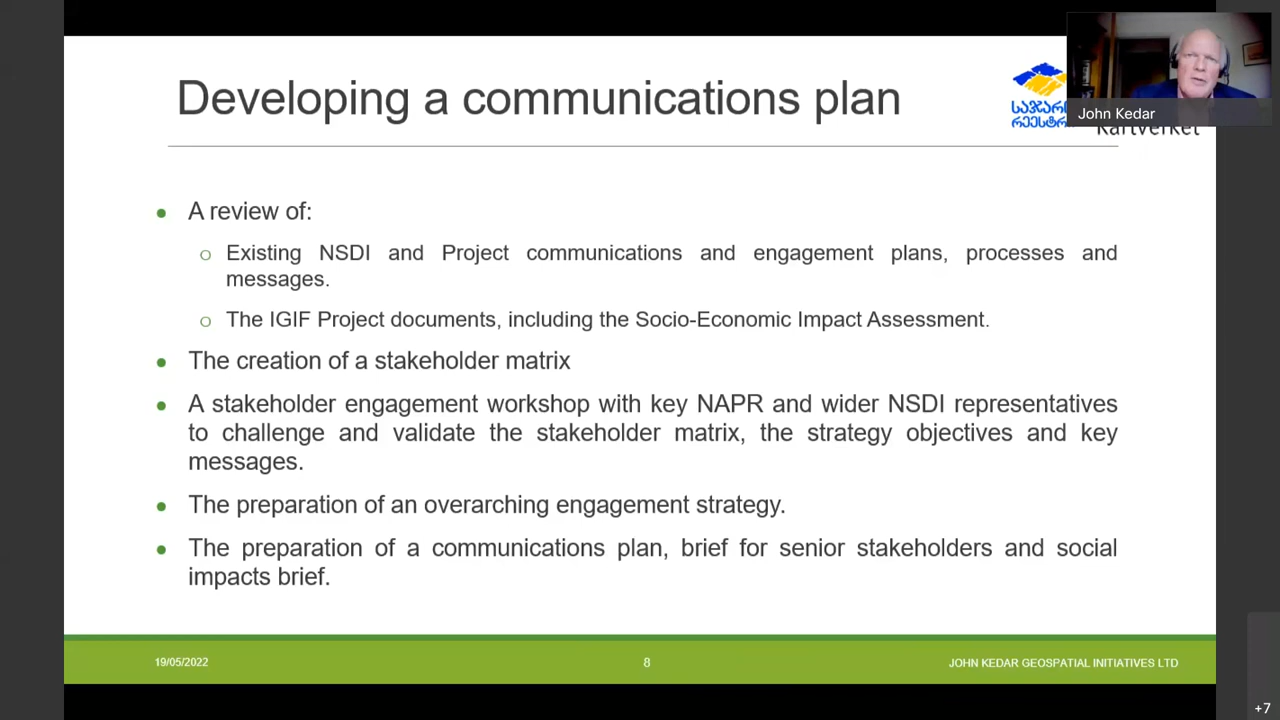 Developing a communications plan
საჯარო
რეესტრ
Kartverket
John Kedar
● A review of:
o Existing NSDI and Project communications and engagement plans, processes and
messages.
o The IGIF Project documents, including the Socio-Economic Impact Assessment.
● The creation of a stakeholder matrix
● A stakeholder engagement workshop with key NAPR and wider NSDI representatives
to challenge and validate the stakeholder matrix, the strategy objectives and key
messages.
● The preparation of an overarching engagement strategy.
● The preparation of a communications plan, brief for senior stakeholders and social
impacts brief.
19/05/2022
8
JOHN KEDAR GEOSPATIAL INITIATIVES LTD
+7